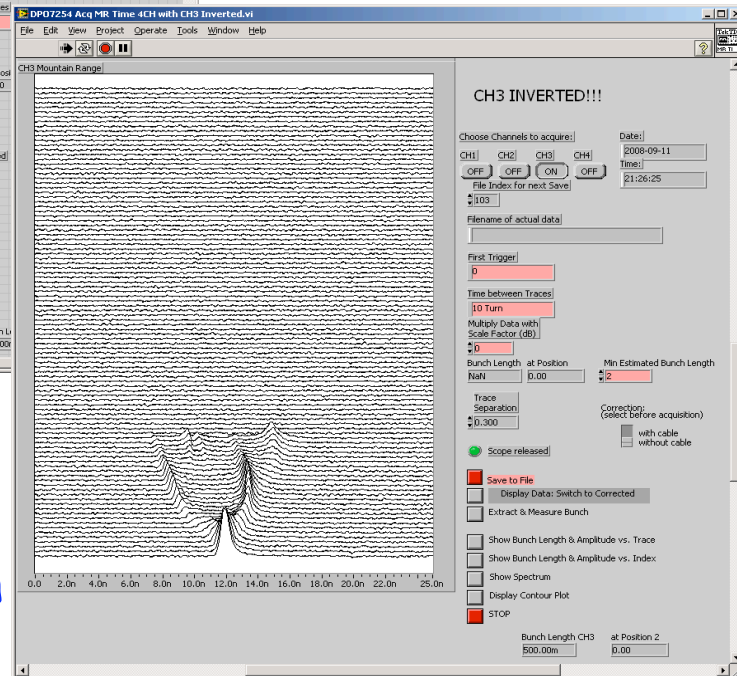 DPO7254 Acq MR Time 4CH with CH3 Inverted.vi
File Edit View Project Operate Tools Window Help
CH3 Mountain Range
CH3 INVERTED!!!
Choose Channels to acquire:
Date:
2008-09-11
CH1 CH2 CH3 CH4
Time:
OFF OFF ON OFF
21:26:25
File Index for next Save
103
Filename of actual data
First Trigger
0
Time between Traces
10 Turn
Multiply Data with
Scale Factor (dB)
0
Bunch Length at Position Min Estimated Bunch Length
NaN 0.00 2
Trace
Separation
0.300
Correction:
(select before acquisition)
with cable
without cable
Scope released
Save to File
Display Data: Switch to Corrected
Extract & Measure Bunch
Show Bunch Length & Amplitude vs. Trace
Show Bunch Length & Amplitude vs. Index
Show Spectrum
Display Contour Plot
STOP
0.0 2.0n 4.0n 6.0n 8.0n 10.0n 12.0n 14.0n 16.0n 18.0n 20.0n 22.0n 25.0n
Bunch Length CH3 at Position 2
500.00m 0.00